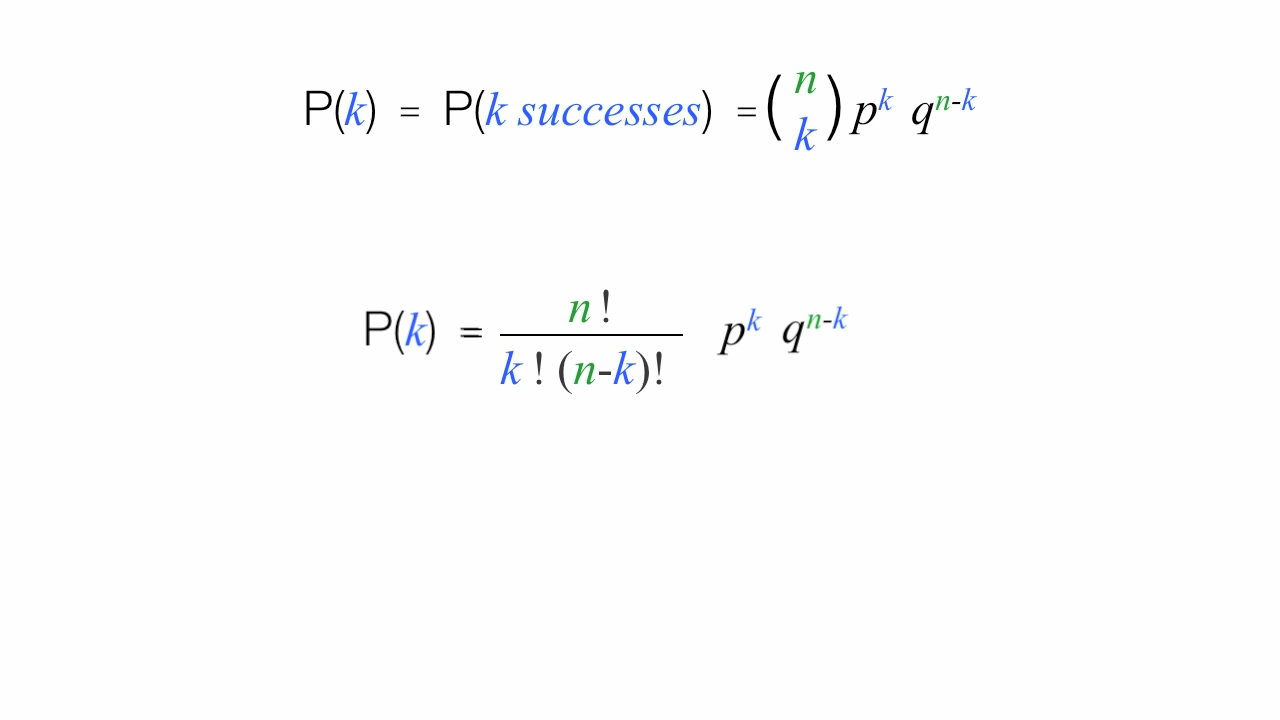 P(k) = P(k successes) = (n k) p^k q^{n-k}
P(k) = n! / k!(n-k)! p^k q^{n-k}